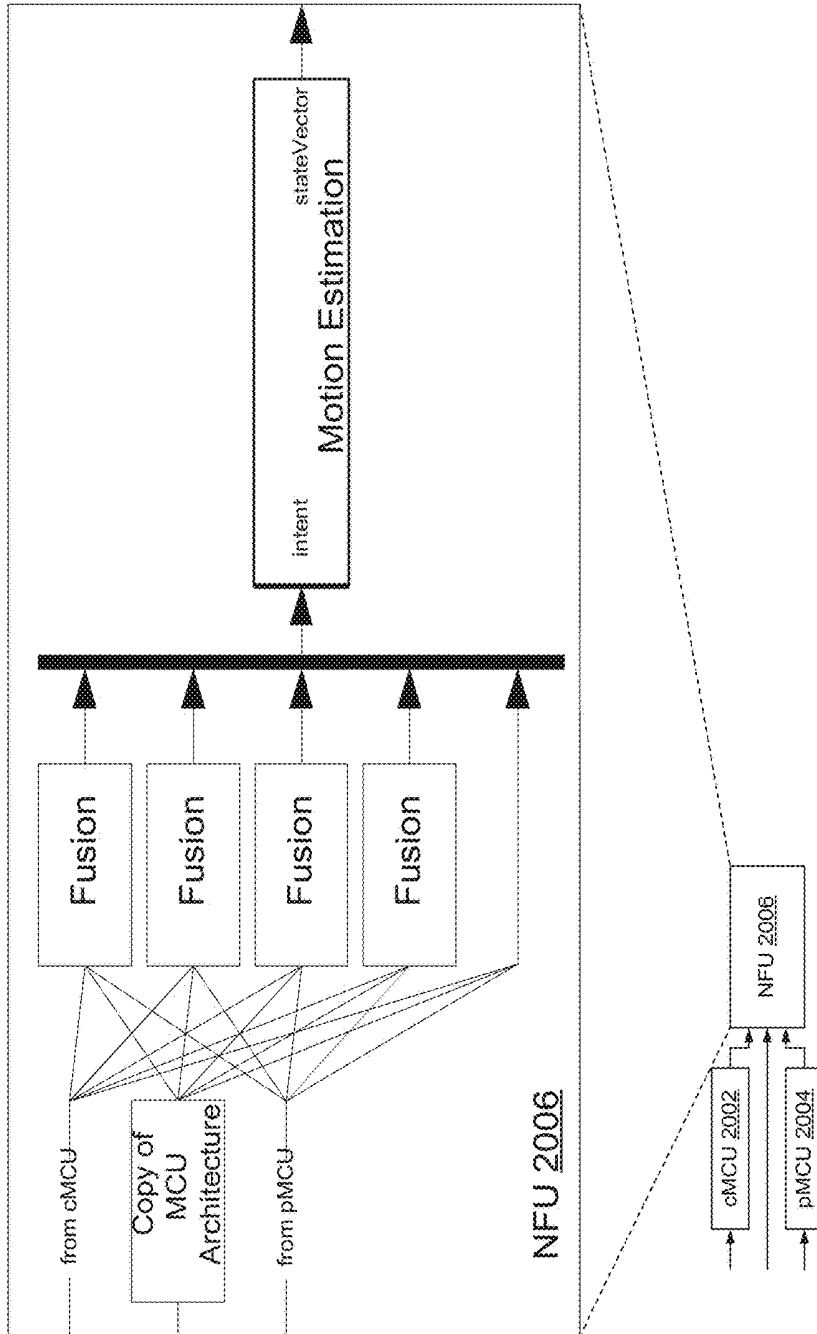 from cMCU
Copy of
MCU
Architecture
from pMCU
Fusion
Fusion
Fusion
Fusion
intent
stateVector
Motion Estimation
NFU 2006
cMCU 2002
pMCU 2004
NFU 2006